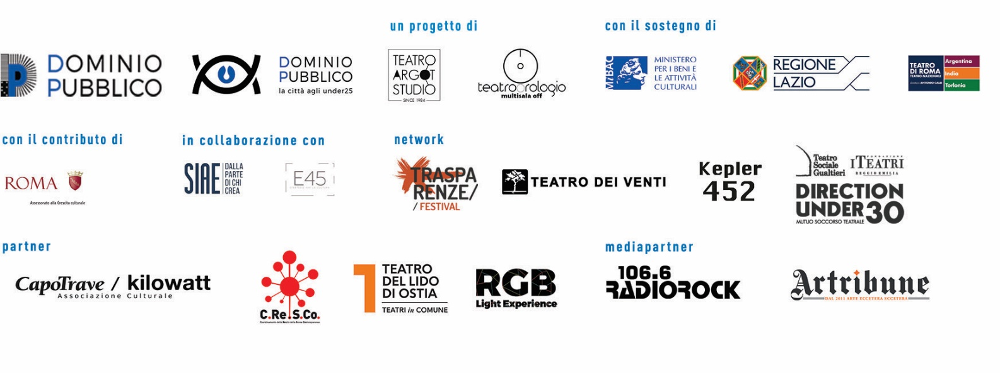 un progetto di
con il sostegno di
DOMINIO
PUBBLICO
DOMINIO
PUBBLICO
la città agli under25
TEATRO
ARGOT
STUDIO
SINCE 1984
teatroorologio
multisala off
MiBAC
MINISTERO
PER I BENI E
LE ATTIVITÀ
CULTURALI
REGIONE
LAZIO
TEATRO
DI ROMA
TEATRO NAZIONALE
direttore ANTONIO CALBI
Argentina
India
Torlonia
con il contributo di
in collaborazione con
network
ROMA
Assessorato alla Crescita culturale
SIAE
DALLA
PARTE
DI CHI
CREA
E45
TRASPA
RENZE/
/ FESTIVAL
TEATRO DEI VENTI
Kepler
452
Teatro
Sociale
Gualtieri
FONDAZIONE
I TEATRI
REGGIO EMILIA
DIRECTION
UNDER30
MUTUO SOCCORSO TEATRALE
partner
mediapartner
CapoTrave / kilowatt
Associazione Culturale
C.Re.S.Co.
Coordinamento delle Realtà della Scena Contemporanea
1
TEATRO
DEL LIDO
DI OSTIA
TEATRI in COMUNE
RGB
Light Experience
106.6
RADIOROCK
Artribune
DAL 2011 ARTE ECCETERA ECCETERA